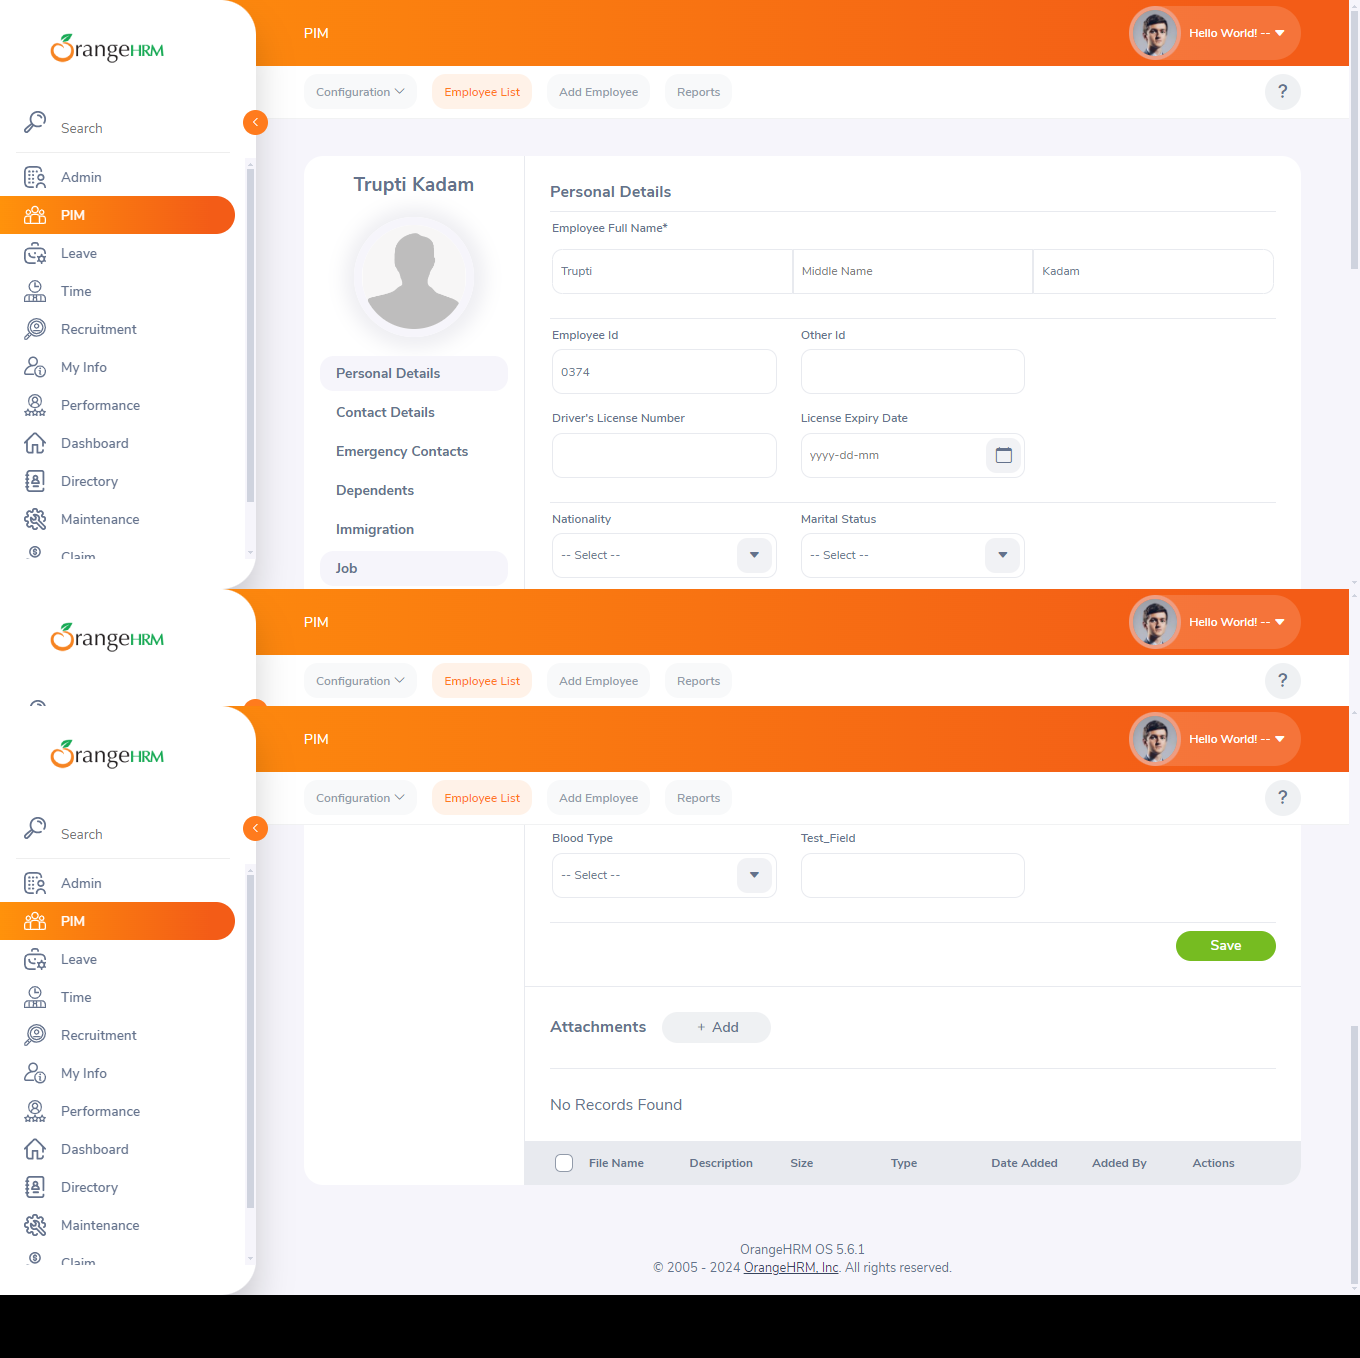 OrangeHRM
PIM
Hello World! --
Configuration
Employee List
Add Employee
Reports
?
Search
Admin
PIM
Leave
Time
Recruitment
My Info
Performance
Dashboard
Directory
Maintenance
Claim
Trupti Kadam
Personal Details
Contact Details
Emergency Contacts
Dependents
Immigration
Job
Personal Details
Employee Full Name*
Trupti Middle Name Kadam
Employee Id Other Id
0374
Driver's License Number License Expiry Date
yyyy-dd-mm
Nationality Marital Status
-- Select -- -- Select --
OrangeHRM
PIM
Hello World! --
Configuration
Employee List
Add Employee
Reports
?
OrangeHRM
PIM
Hello World! --
Configuration
Employee List
Add Employee
Reports
?
Search
Admin
PIM
Leave
Time
Recruitment
My Info
Performance
Dashboard
Directory
Maintenance
Claim
Blood Type Test_Field
-- Select --
Save
Attachments + Add
No Records Found
File Name Description Size Type Date Added Added By Actions
OrangeHRM OS 5.6.1
© 2005 - 2024 OrangeHRM, Inc. All rights reserved.